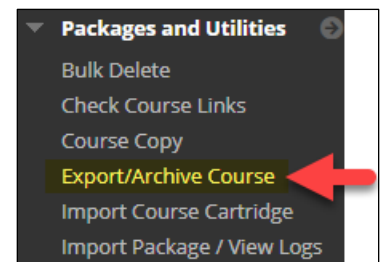 Packages and Utilities
Bulk Delete
Check Course Links
Course Copy
Export/Archive Course
Import Course Cartridge
Import Package / View Logs